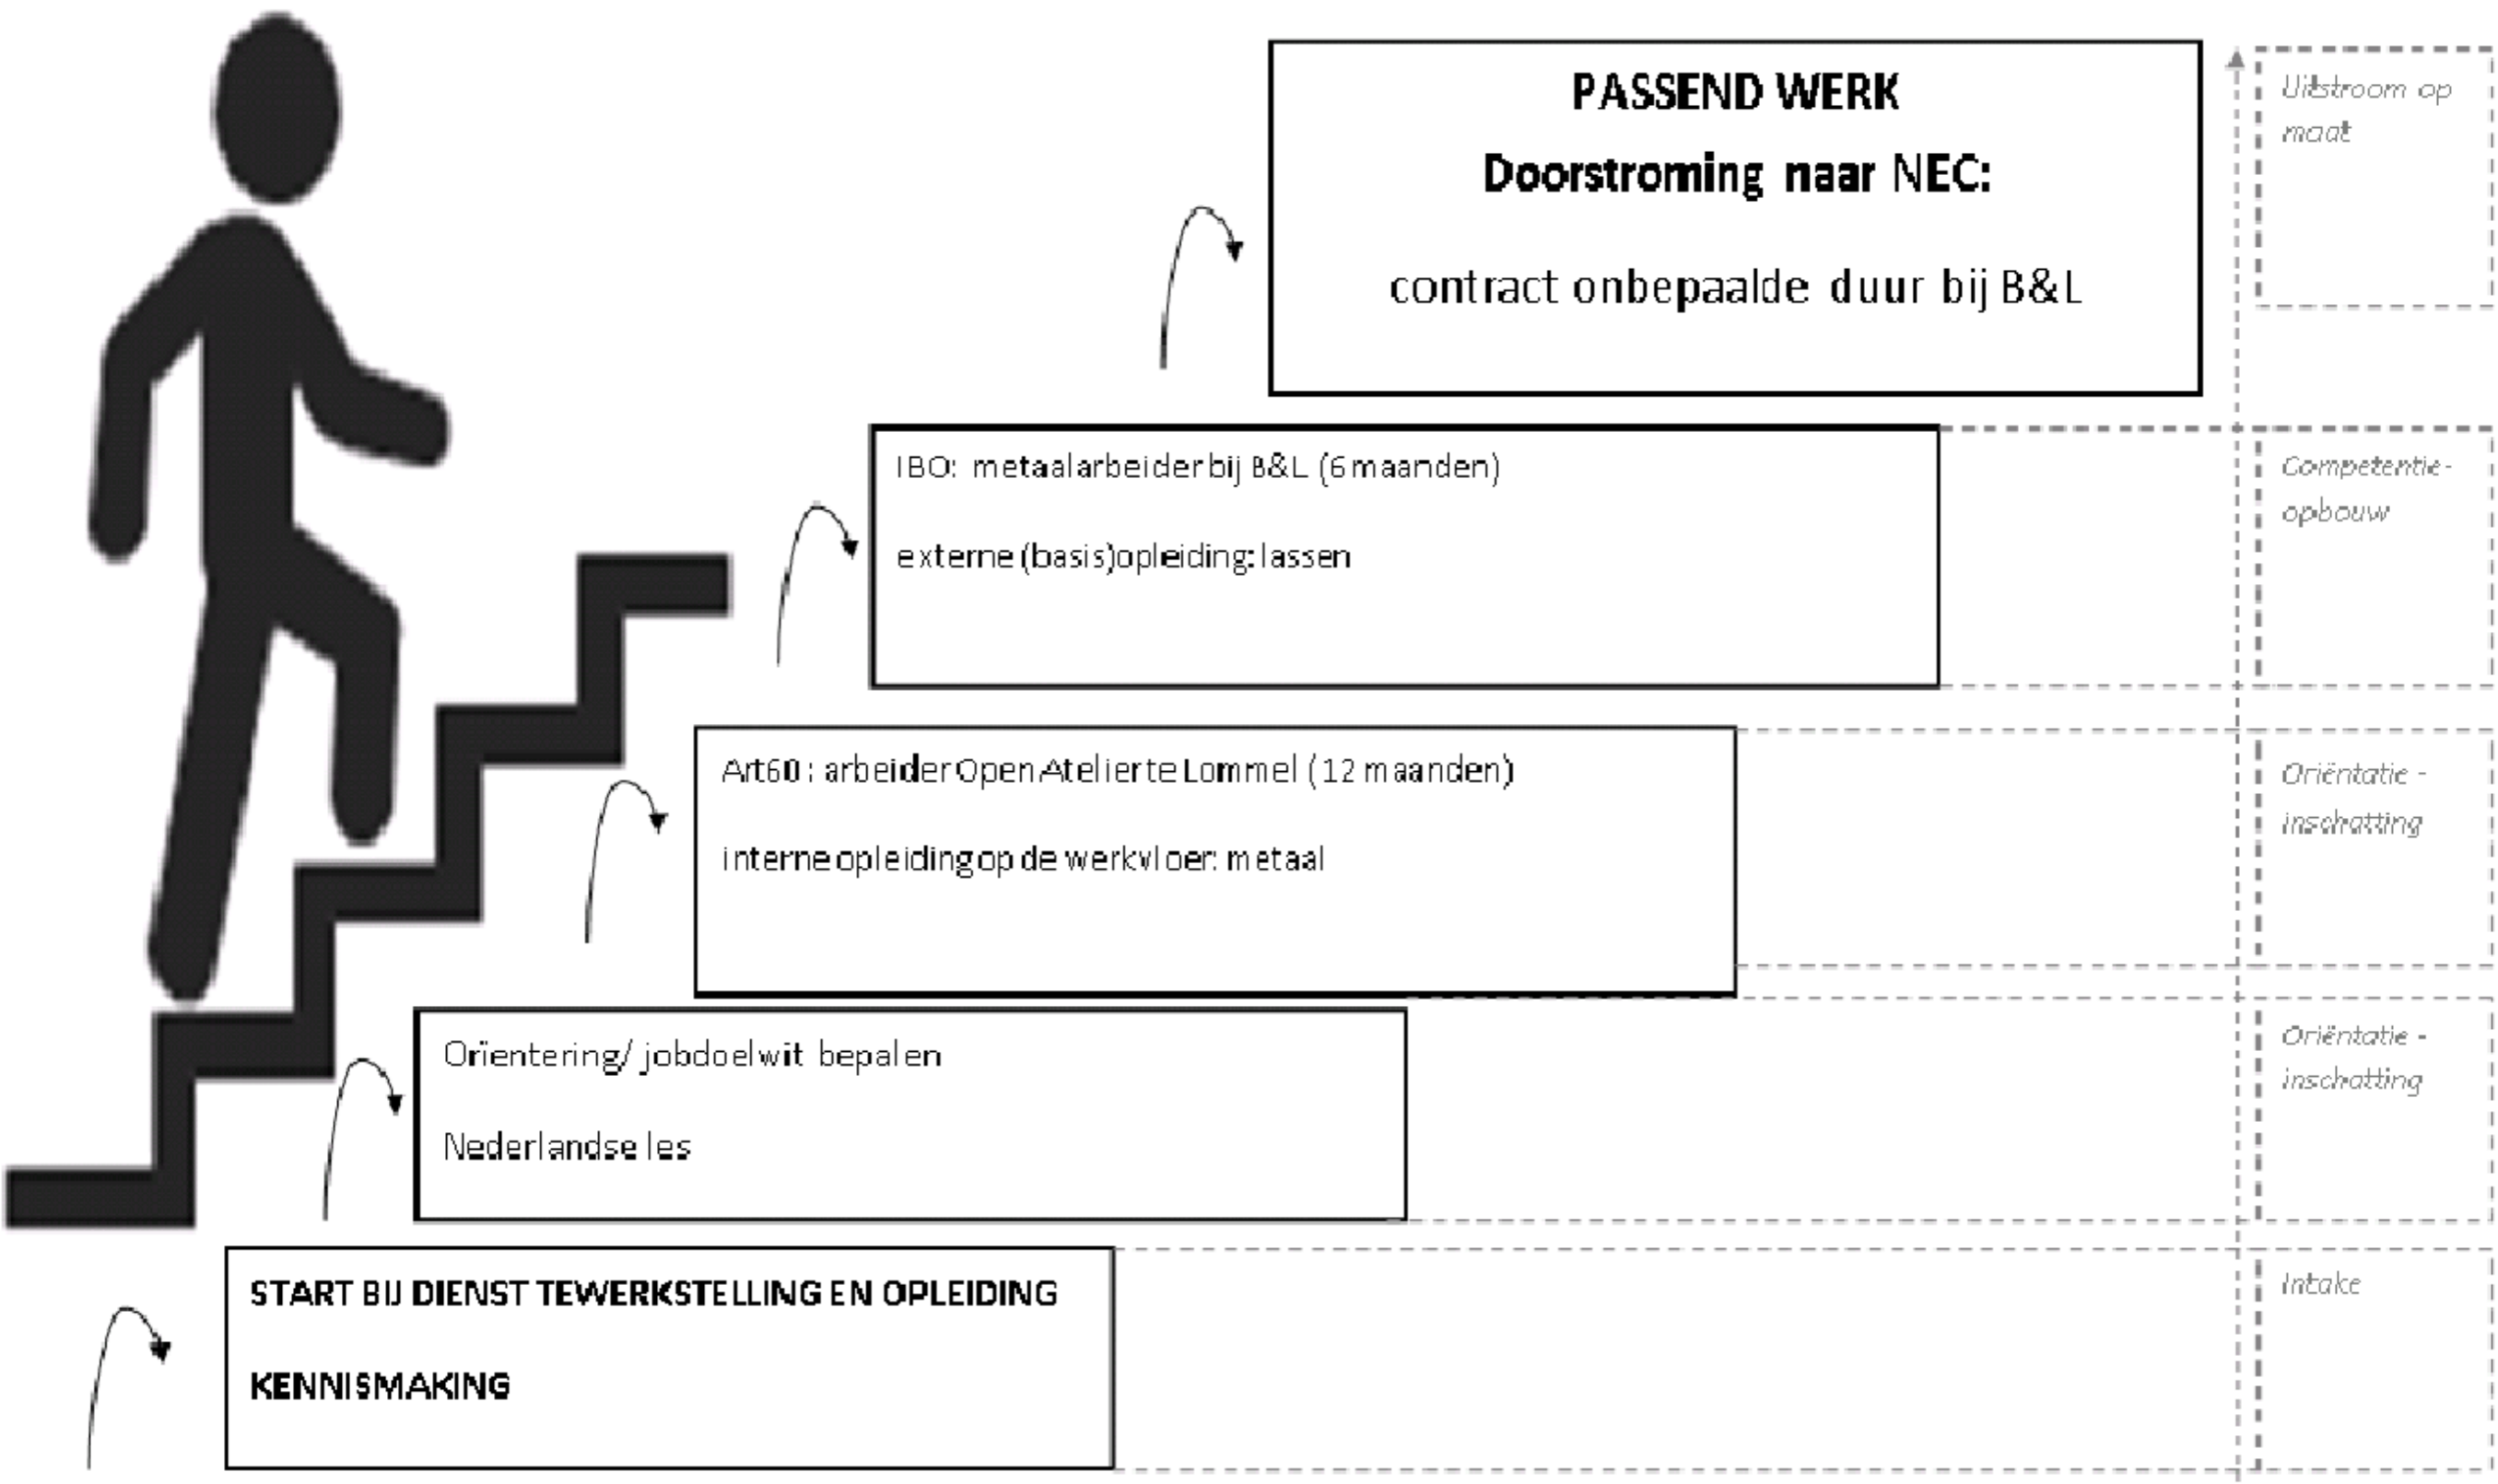 PASSEND WERK
Doorstroming naar NEC:
contract onbepaalde duur bij B&L
Uitstroom op
maat
IBO: metaalarbeider bij B&L (6 maanden)
externe (basis)opleiding: lassen
Competentie-
opbouw
Art60: arbeider Open Atelier te Lommel (12 maanden)
interne opleiding op de werkvloer: metaal
Oriëntatie -
inschatting
Orïentering/ jobdoelwit bepalen
Nederlandse les
Oriëntatie -
inschatting
START BIJ DIENST TEWERKSTELLING EN OPLEIDING
KENNISMAKING
Intake